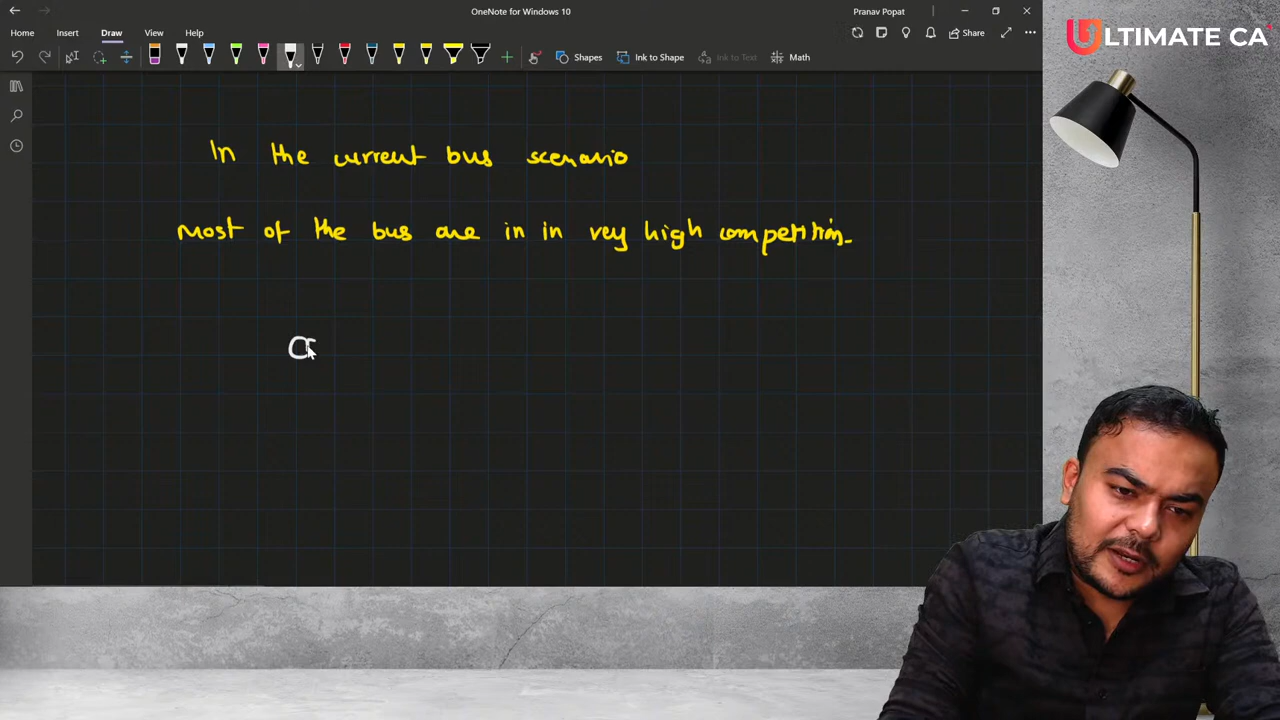 OneNote for Windows 10
Pranav Popat
Home Insert Draw View Help
Share
Shapes
Ink to Shape
Ink to Text
Math
ULTIMATE CA
In the current bus scenario
most of the bus are in in very high competition.